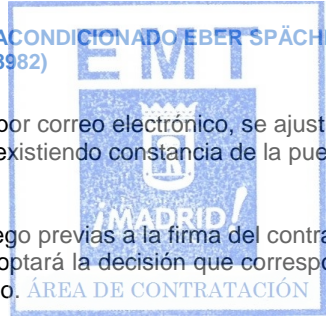 ACONDICIONADO EBER SPÄCH
3982)
EMT
por correo electrónico, se ajust
existiendo constancia de la pue
¡MADRID!
ego previas a la firma del contra
optará la decisión que correspo
o.
ÁREA DE CONTRATACIÓN